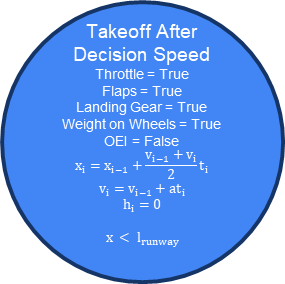 Takeoff After
Decision Speed
Throttle = True
Flaps = True
Landing Gear = True
Weight on Wheels = True
OEI = False
xᵢ = xᵢ₋₁ + (vᵢ₋₁ + vᵢ)/2 tᵢ
vᵢ = vᵢ₋₁ + atᵢ
hᵢ = 0
x < l_runway